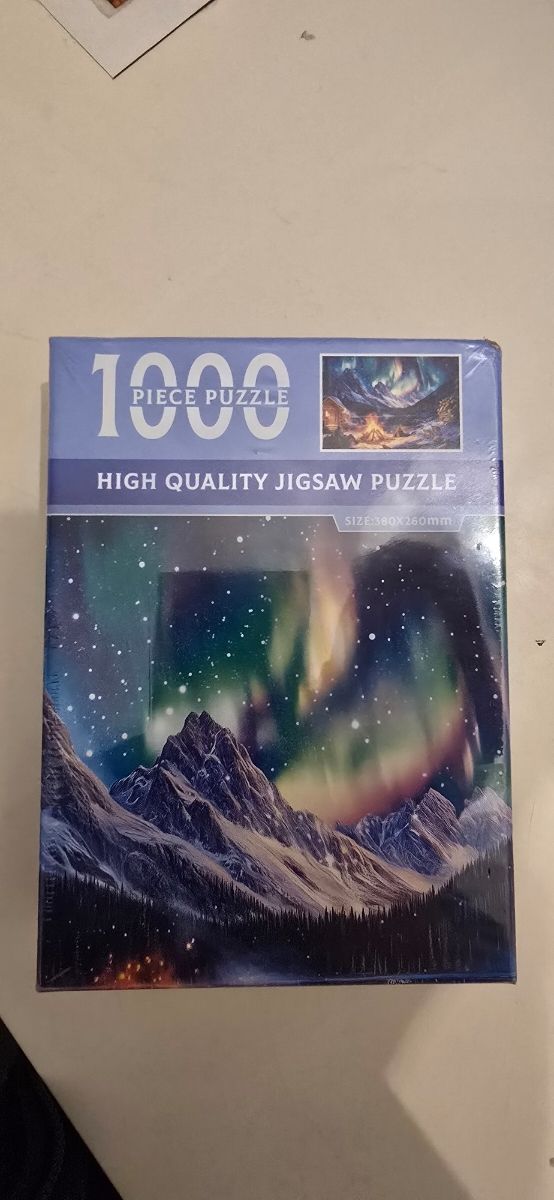 1000
PIECE PUZZLE
HIGH QUALITY JIGSAW PUZZLE
SIZE:380X260mm